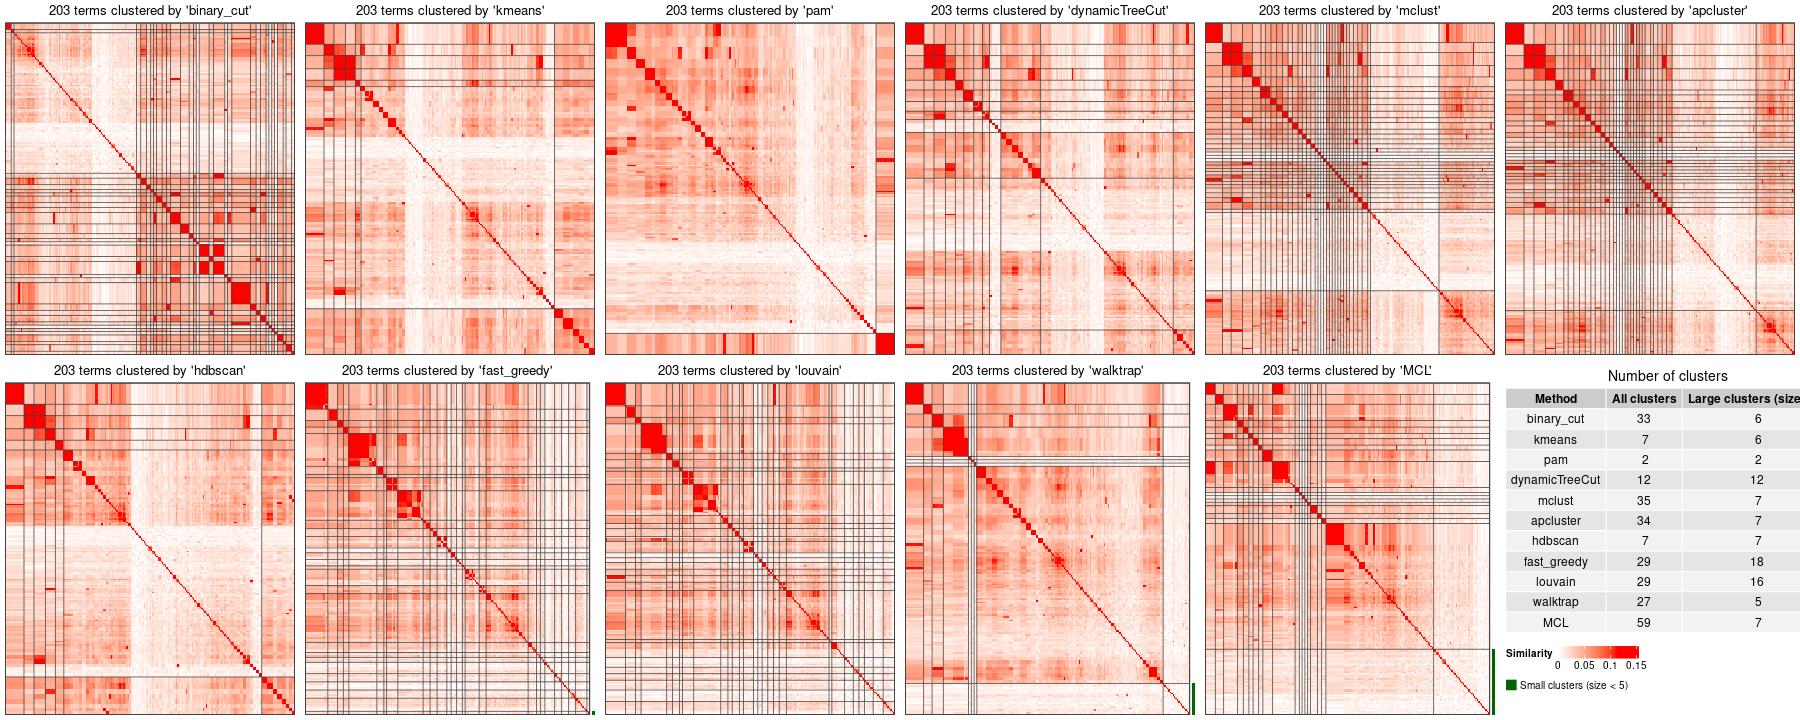 203 terms clustered by 'binary_cut'
203 terms clustered by 'kmeans'
203 terms clustered by 'pam'
203 terms clustered by 'dynamicTreeCut'
203 terms clustered by 'mclust'
203 terms clustered by 'apcluster'
203 terms clustered by 'hdbscan'
203 terms clustered by 'fast_greedy'
203 terms clustered by 'louvain'
203 terms clustered by 'walktrap'
203 terms clustered by 'MCL'
Number of clusters
Method All clusters Large clusters (size
binary_cut 33 6
kmeans 7 6
pam 2 2
dynamicTreeCut 12 12
mclust 35 7
apcluster 34 7
hdbscan 7 7
fast_greedy 29 18
louvain 29 16
walktrap 27 5
MCL 59 7
Similarity
0 0.05 0.1 0.15
Small clusters (size < 5)